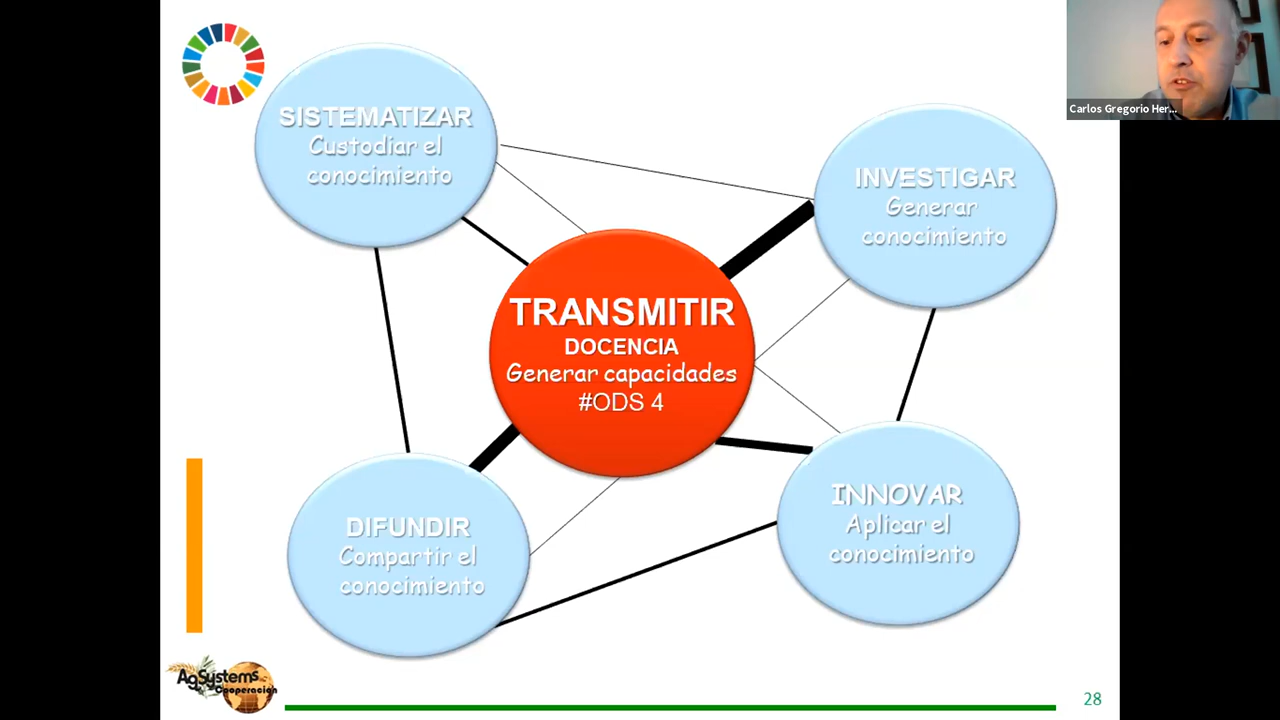 SISTEMATIZAR
Custodiar el
conocimiento
INVESTIGAR
Generar
conocimiento
TRANSMITIR
DOCENCIA
Generar capacidades
#ODS 4
DIFUNDIR
Compartir el
conocimiento
INNOVAR
Aplicar el
conocimiento
AgSystems
Cooperación
28
Carlos Gregorio Her...